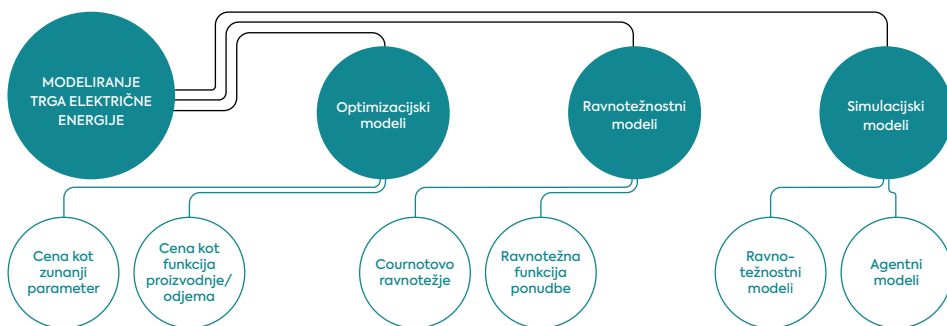 MODELIRANJE
TRGA ELEKTRIČNE
ENERGIJE
Optimizacijski
modeli
Ravnotežnostni
modeli
Simulacijski
modeli
Cena kot
zunanji
parameter
Cena kot
funkcija
proizvodnje/
odjema
Cournotovo
ravnotežje
Ravnotežna
funkcija
ponudbe
Ravno-
težnostni
modeli
Agentni
modeli